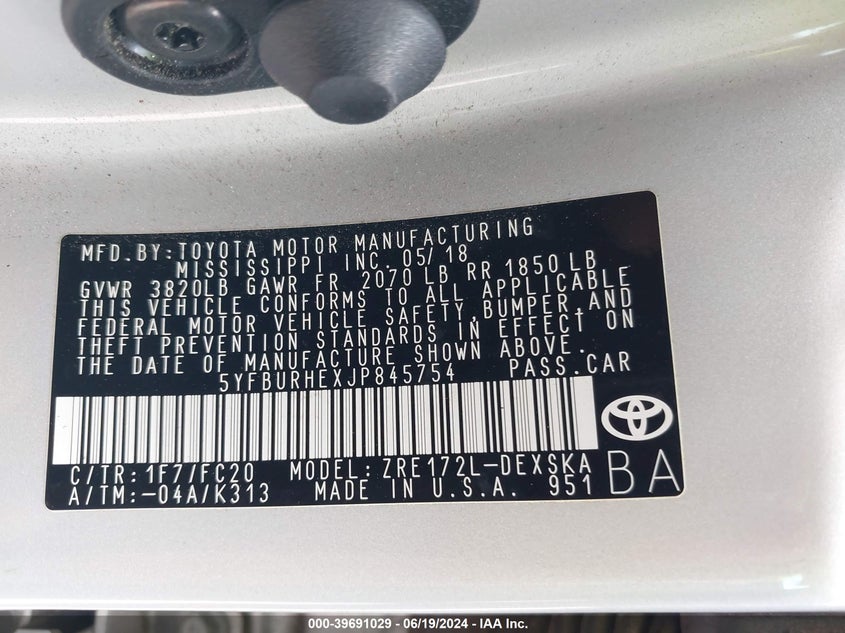 MFD.BY:TOYOTA MOTOR MANUFACTURING
MISSISSIPPI INC. 05/18
GVWR 3820LB GAWR FR 2070 LB RR 1850 LB
THIS VEHICLE CONFORMS TO ALL APPLICABLE
FEDERAL MOTOR VEHICLE SAFETY,BUMPER,AND
THEFT PREVENTION STANDARDS IN EFFECT ON
THE DATE OF MANUFACTURE SHOWN ABOVE.
5YFBURHEXJP845754 PASS.CAR
C/TR:1F7/FC20 MODEL:ZRE172L-DEXSKA
A/TM:-04A/K313 MADE IN U.S.A. 951
BA
000-39691029 - 06/19/2024 - IAA Inc.